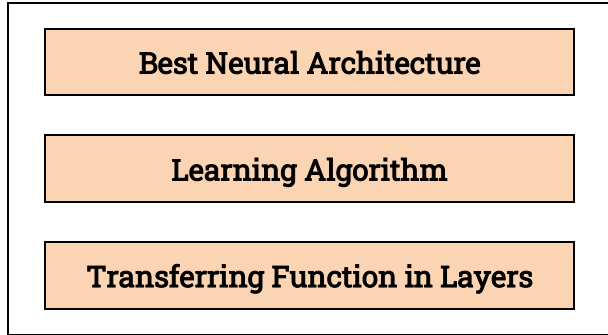 Best Neural Architecture
Learning Algorithm
Transferring Function in Layers